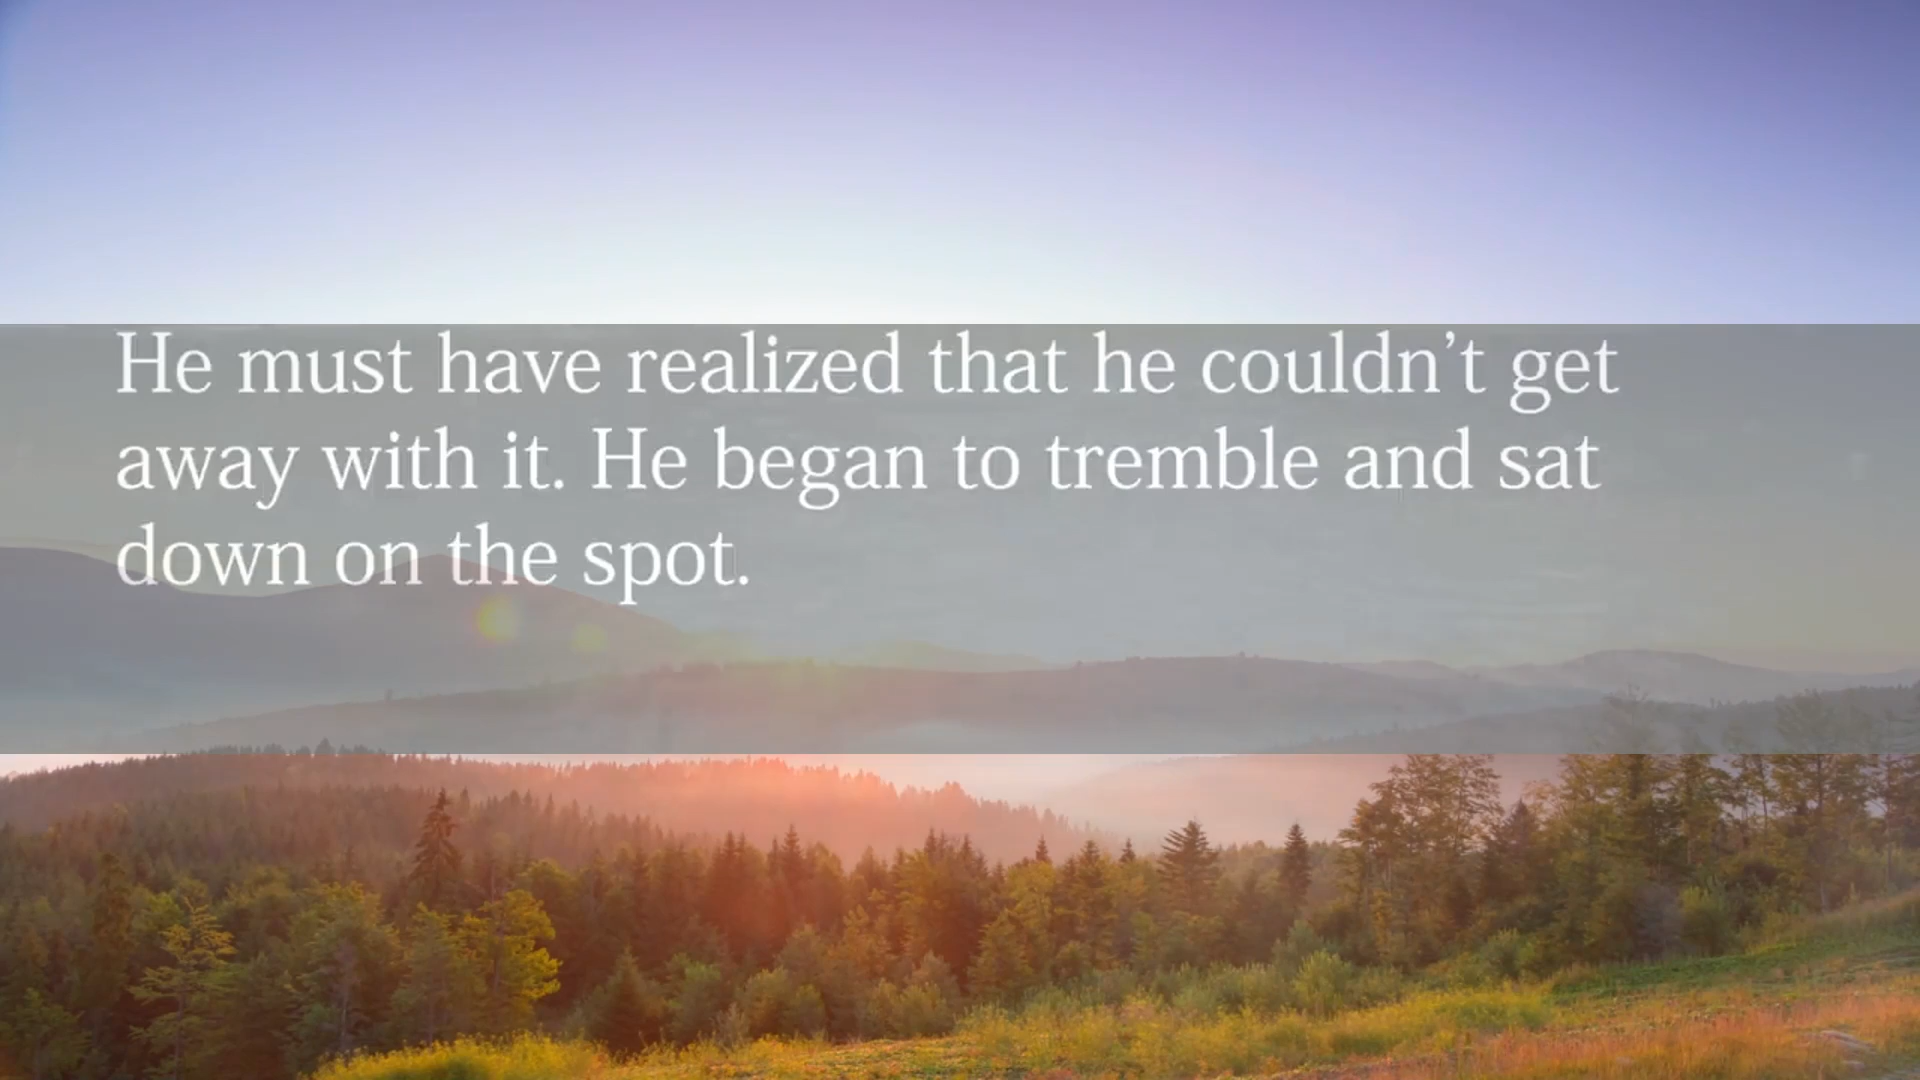 He must have realized that he couldn’t get
away with it. He began to tremble and sat
down on the spot.